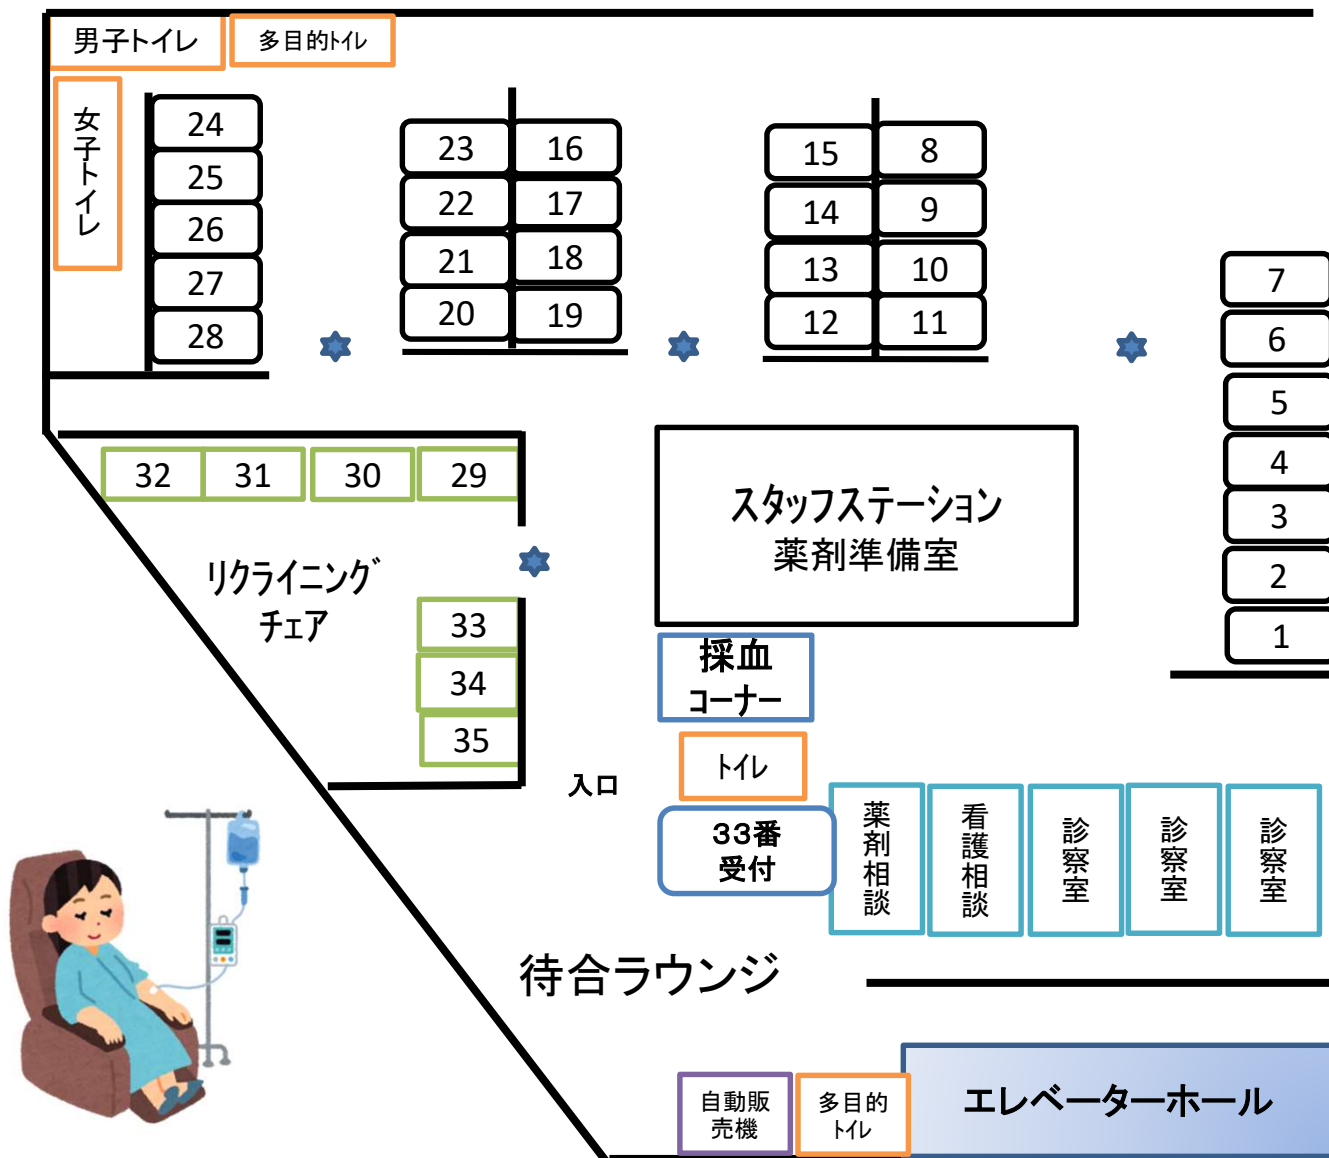 男子トイレ
多目的トイレ
女子トイレ
24
25
26
27
28
23
16
22
17
21
18
20
19
15
8
14
9
13
10
12
11
7
6
5
4
3
2
1
32
31
30
29
リクライニング
チェア
33
34
35
スタッフステーション
薬剤準備室
採血
コーナー
トイレ
入口
33番
受付
薬剤相談
看護相談
診察室
診察室
診察室
待合ラウンジ
自動販
売機
多目的
トイレ
エレベーターホール